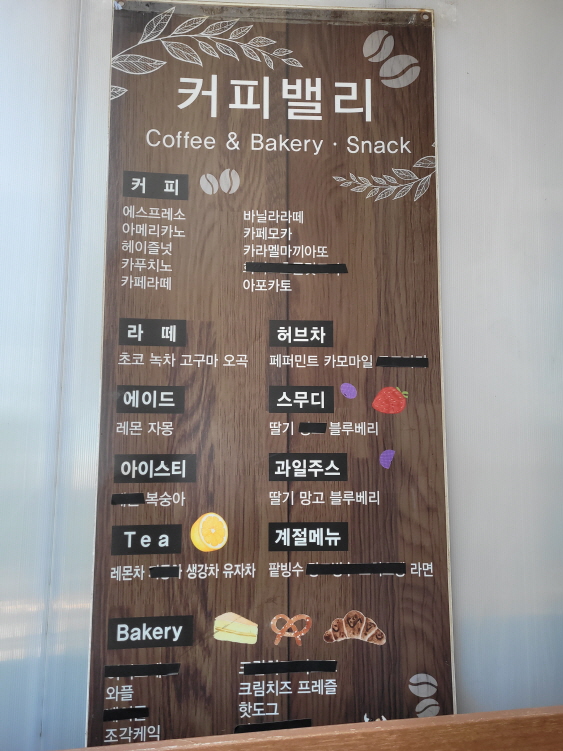 커피밸리
Coffee & Bakery · Snack
커 피
에스프레소
아메리카노
헤이즐넛
카푸치노
카페라떼
바닐라라떼
카페모카
카라멜마끼아또
아포카토
라 떼
초코 녹차 고구마 오곡
허브차
페퍼민트 카모마일
에이드
레몬 자몽
스무디
딸기 블루베리
아이스티
복숭아
과일주스
딸기 망고 블루베리
Tea
레몬차 생강차 유자차
계절메뉴
팥빙수 라면
Bakery
와플
조각케익
크림치즈 프레즐
핫도그